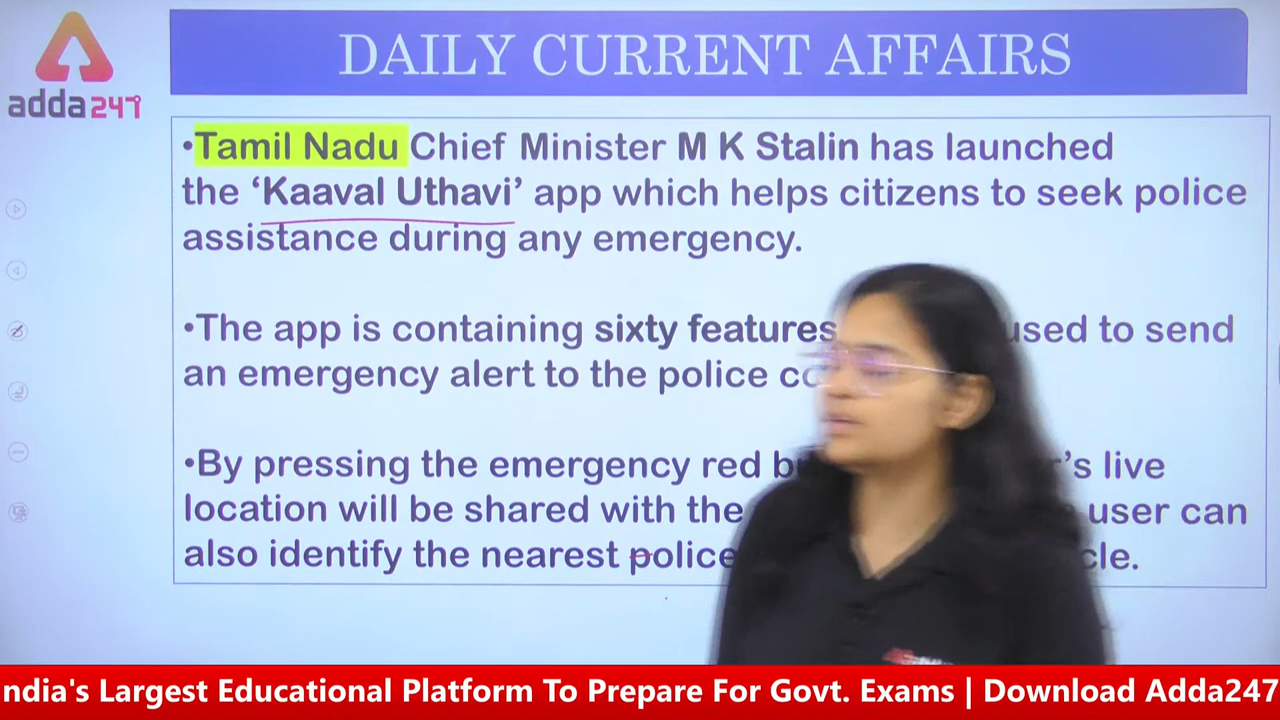 DAILY CURRENT AFFAIRS
adda247
•Tamil Nadu Chief Minister M K Stalin has launched
the ‘Kaaval Uthavi’ app which helps citizens to seek police
assistance during any emergency.
•The app is containing sixty features used to send
an emergency alert to the police
•By pressing the emergency red live
location will be shared with the user can
also identify the nearest police
ndia's Largest Educational Platform To Prepare For Govt. Exams | Download Adda247